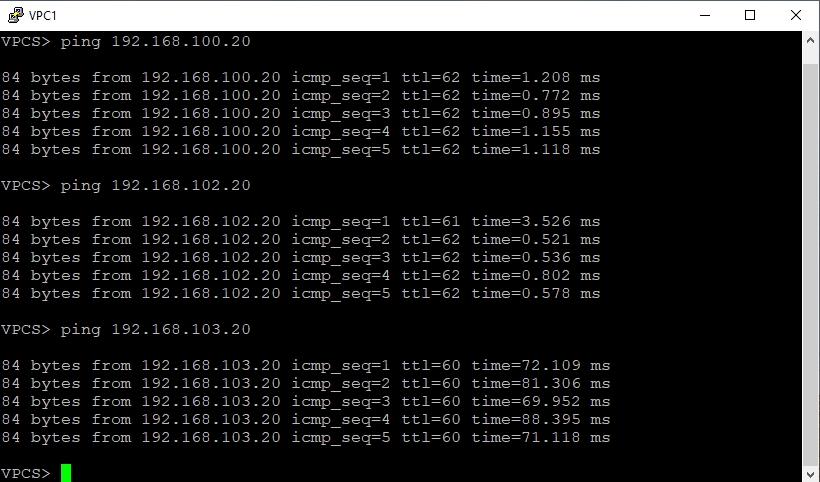 VPC1
VPCS> ping 192.168.100.20
84 bytes from 192.168.100.20 icmp_seq=1 ttl=62 time=1.208 ms
84 bytes from 192.168.100.20 icmp_seq=2 ttl=62 time=0.772 ms
84 bytes from 192.168.100.20 icmp_seq=3 ttl=62 time=0.895 ms
84 bytes from 192.168.100.20 icmp_seq=4 ttl=62 time=1.155 ms
84 bytes from 192.168.100.20 icmp_seq=5 ttl=62 time=1.118 ms
VPCS> ping 192.168.102.20
84 bytes from 192.168.102.20 icmp_seq=1 ttl=61 time=3.526 ms
84 bytes from 192.168.102.20 icmp_seq=2 ttl=62 time=0.521 ms
84 bytes from 192.168.102.20 icmp_seq=3 ttl=62 time=0.536 ms
84 bytes from 192.168.102.20 icmp_seq=4 ttl=62 time=0.802 ms
84 bytes from 192.168.102.20 icmp_seq=5 ttl=62 time=0.578 ms
VPCS> ping 192.168.103.20
84 bytes from 192.168.103.20 icmp_seq=1 ttl=60 time=72.109 ms
84 bytes from 192.168.103.20 icmp_seq=2 ttl=60 time=81.306 ms
84 bytes from 192.168.103.20 icmp_seq=3 ttl=60 time=69.952 ms
84 bytes from 192.168.103.20 icmp_seq=4 ttl=60 time=88.395 ms
84 bytes from 192.168.103.20 icmp_seq=5 ttl=60 time=71.118 ms
VPCS>